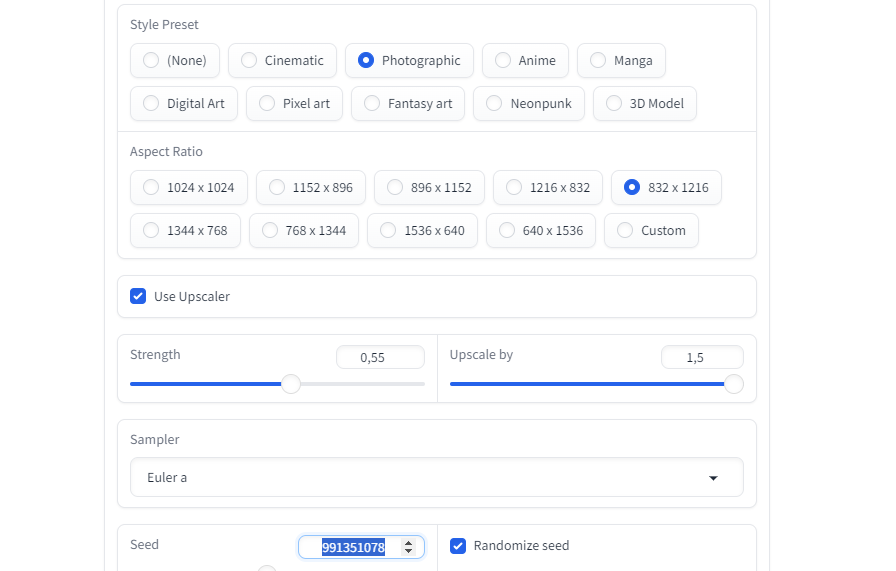 Style Preset
(None) Cinematic Photographic Anime Manga
Digital Art Pixel art Fantasy art Neonpunk 3D Model
Aspect Ratio
1024 x 1024 1152 x 896 896 x 1152 1216 x 832 832 x 1216
1344 x 768 768 x 1344 1536 x 640 640 x 1536 Custom
Use Upscaler
Strength 0,55 Upscale by 1,5
Sampler
Euler a
Seed 991351078 Randomize seed